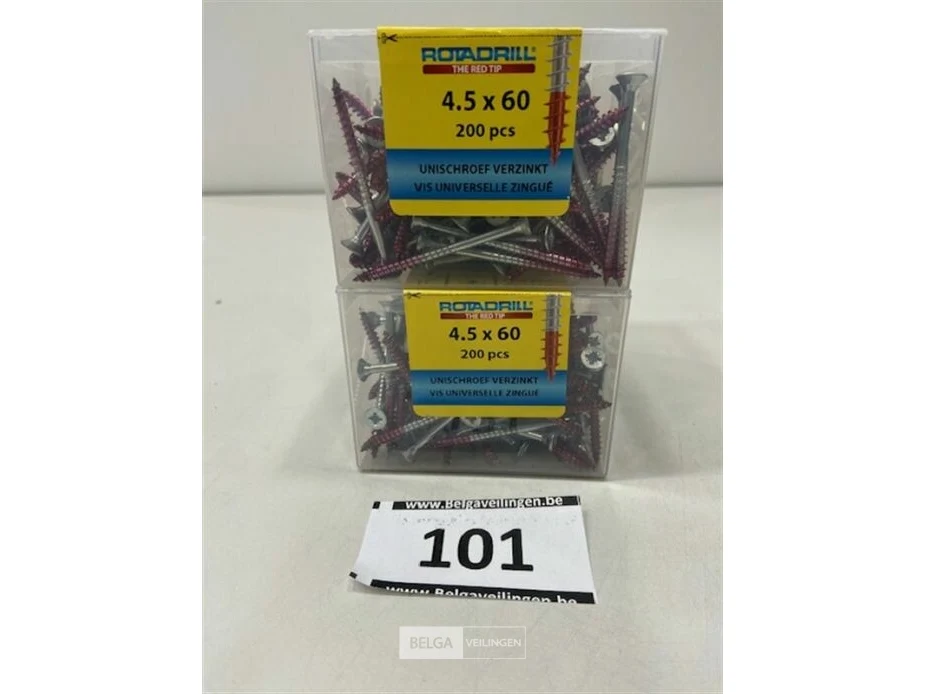 ROTADRILL
THE RED TIP
4.5 x 60
200 pcs
UNISCHROEF VERZINKT
VIS UNIVERSELLE ZINGUÉ
ROTADRILL
THE RED TIP
4.5 x 60
200 pcs
UNISCHROEF VERZINKT
VIS UNIVERSELLE ZINGUÉ
www.Belgaveilingen.be
101
www.Belgaveilingen.be
BELGA VEILINGEN